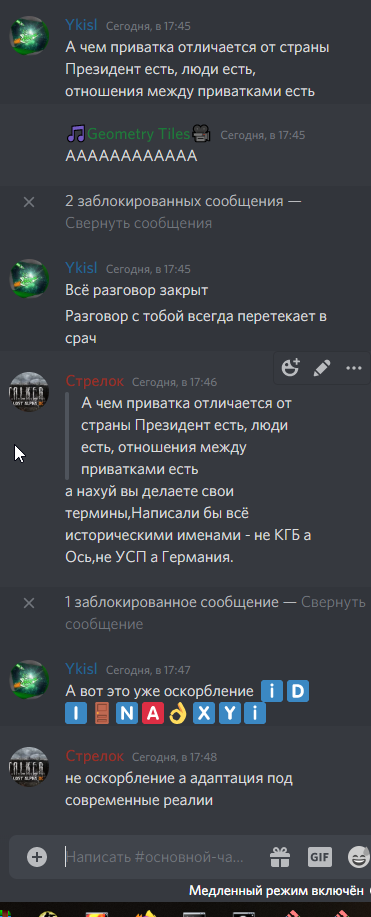 Ykisl Сегодня, в 17:45
А чем приватка отличается от страны
Президент есть, люди есть,
отношения между приватками есть
🎵Geometry Tiles🎥 Сегодня, в 17:45
АААААААААААА
2 заблокированных сообщения —
Свернуть сообщения
Ykisl Сегодня, в 17:45
Всё разговор закрыт
Разговор с тобой всегда перетекает в
срач
Стрелок Сегодня, в 17:46
А чем приватка отличается от
страны Президент есть, люди
есть, отношения между
приватками есть
а нахуй вы делаете свои
термины,Написали бы всё
историческими именами - не КГБ а
Ось,не УСП а Германия.
1 заблокированное сообщение — Свернуть
сообщение
Ykisl Сегодня, в 17:47
А вот это уже оскорбление ℹ️ 🇩
🇮 🚪 🇳 🅰️ 👌 🇽 🇾 ℹ️
Стрелок Сегодня, в 17:48
не оскорбление а адаптация под
современные реалии
Написать #основной-ча...
GIF
Медленный режим включён